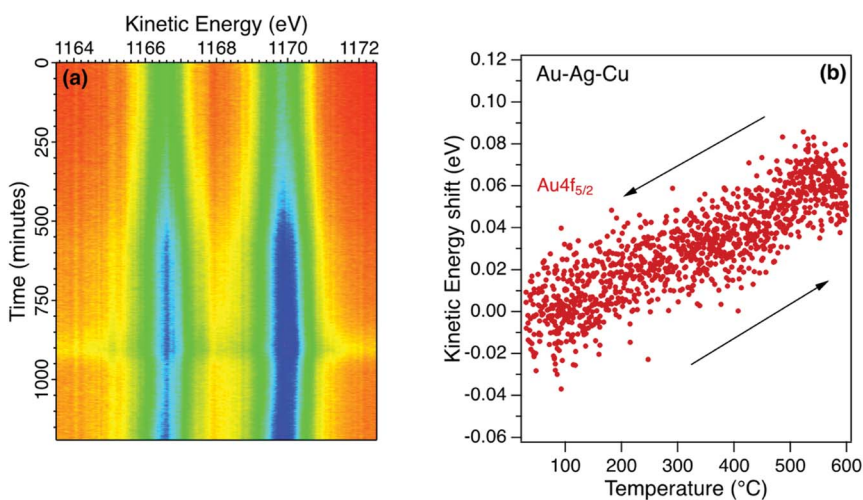 Kinetic Energy (eV)
1164 1166 1168 1170 1172
(a)
Time (minutes)
0
250
500
750
1000
Au-Ag-Cu
(b)
Au4f5/2
Kinetic Energy shift (eV)
0.12
0.10
0.08
0.06
0.04
0.02
0.00
-0.02
-0.04
-0.06
100 200 300 400 500 600
Temperature (°C)